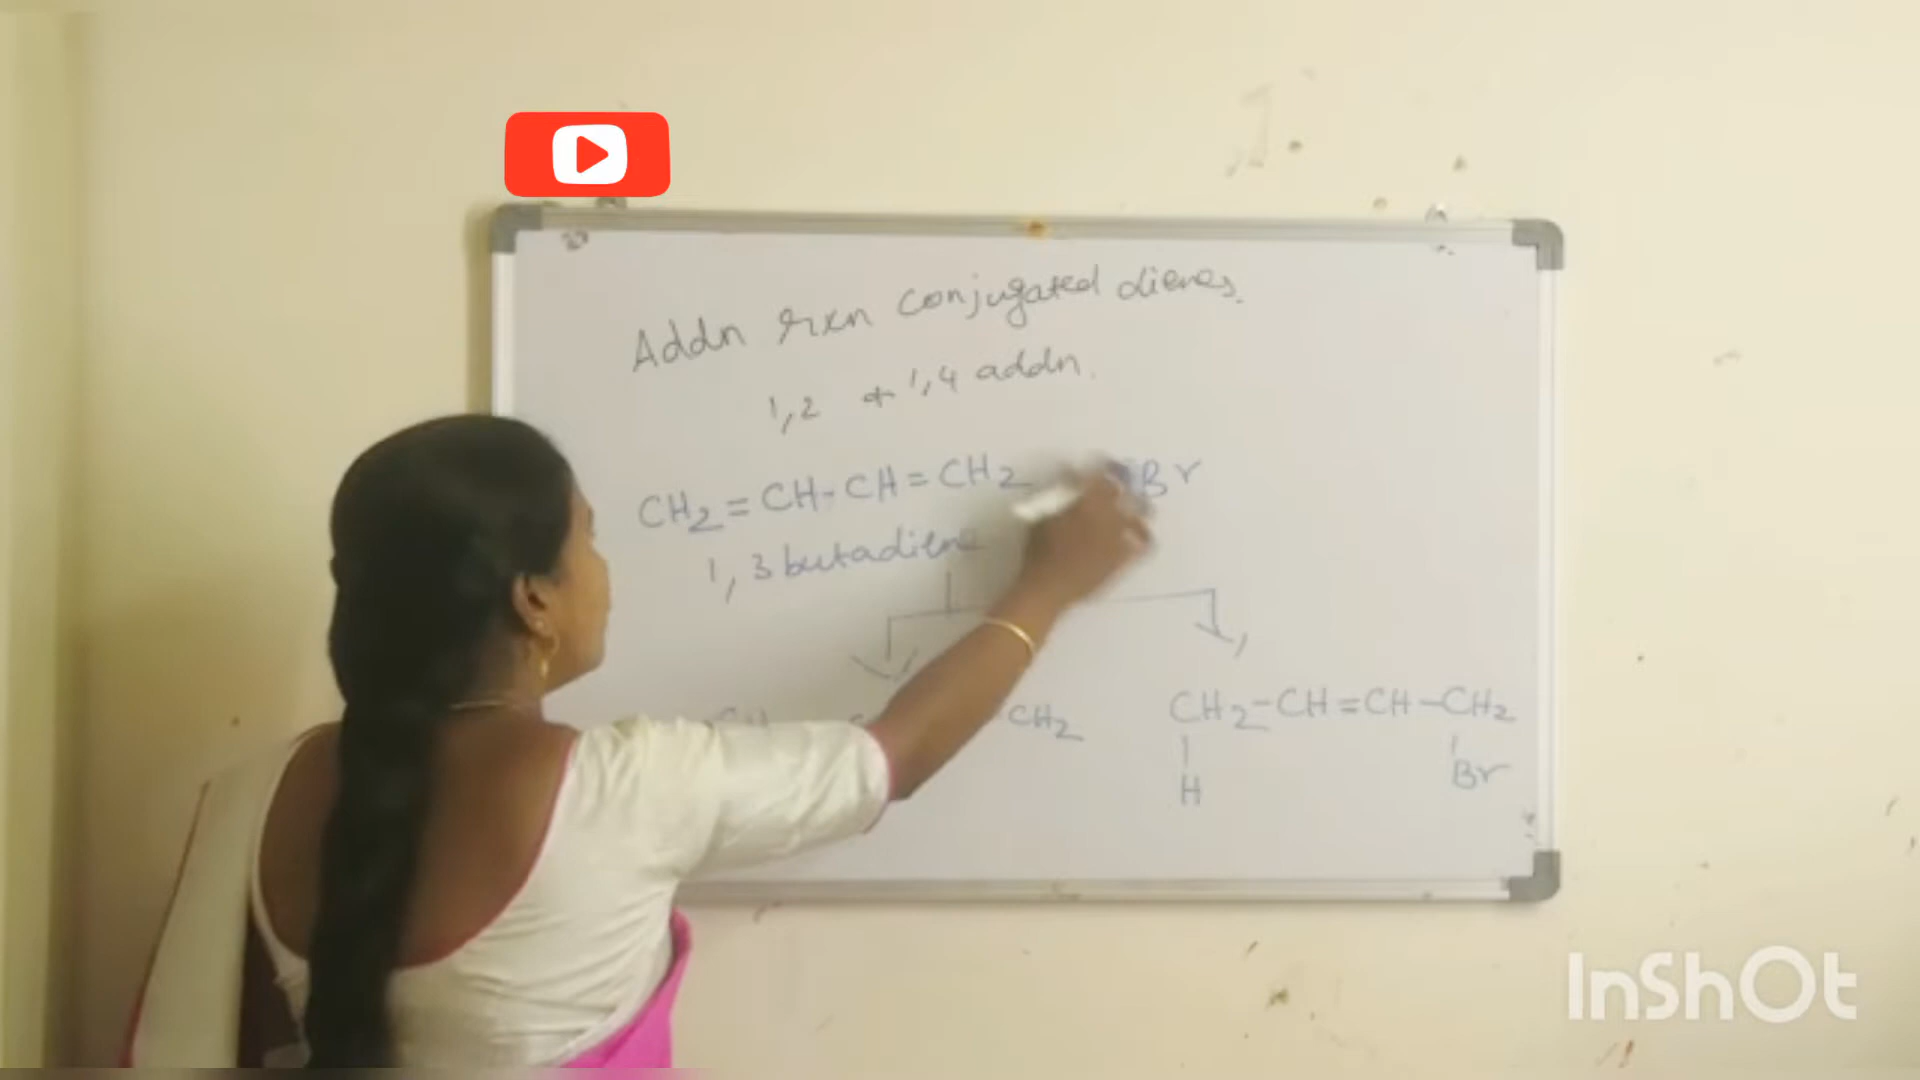 Addn rxn conjugated dienes.
1,2 & 1,4 addn.
CH2=CH-CH=CH2 Br
1,3 butadiene
CH2 CH2-CH=CH-CH2
H Br
InShOt